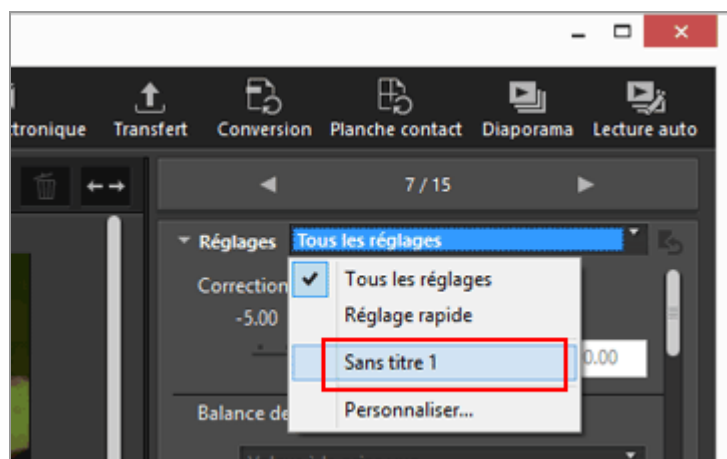 tronique Transfert Conversion Planche contact Diaporama Lecture auto
7 / 15
Réglages Tous les réglages
Correction
Tous les réglages
-5.00
Réglage rapide
Sans titre 1
0.00
Balance de
Personnaliser...